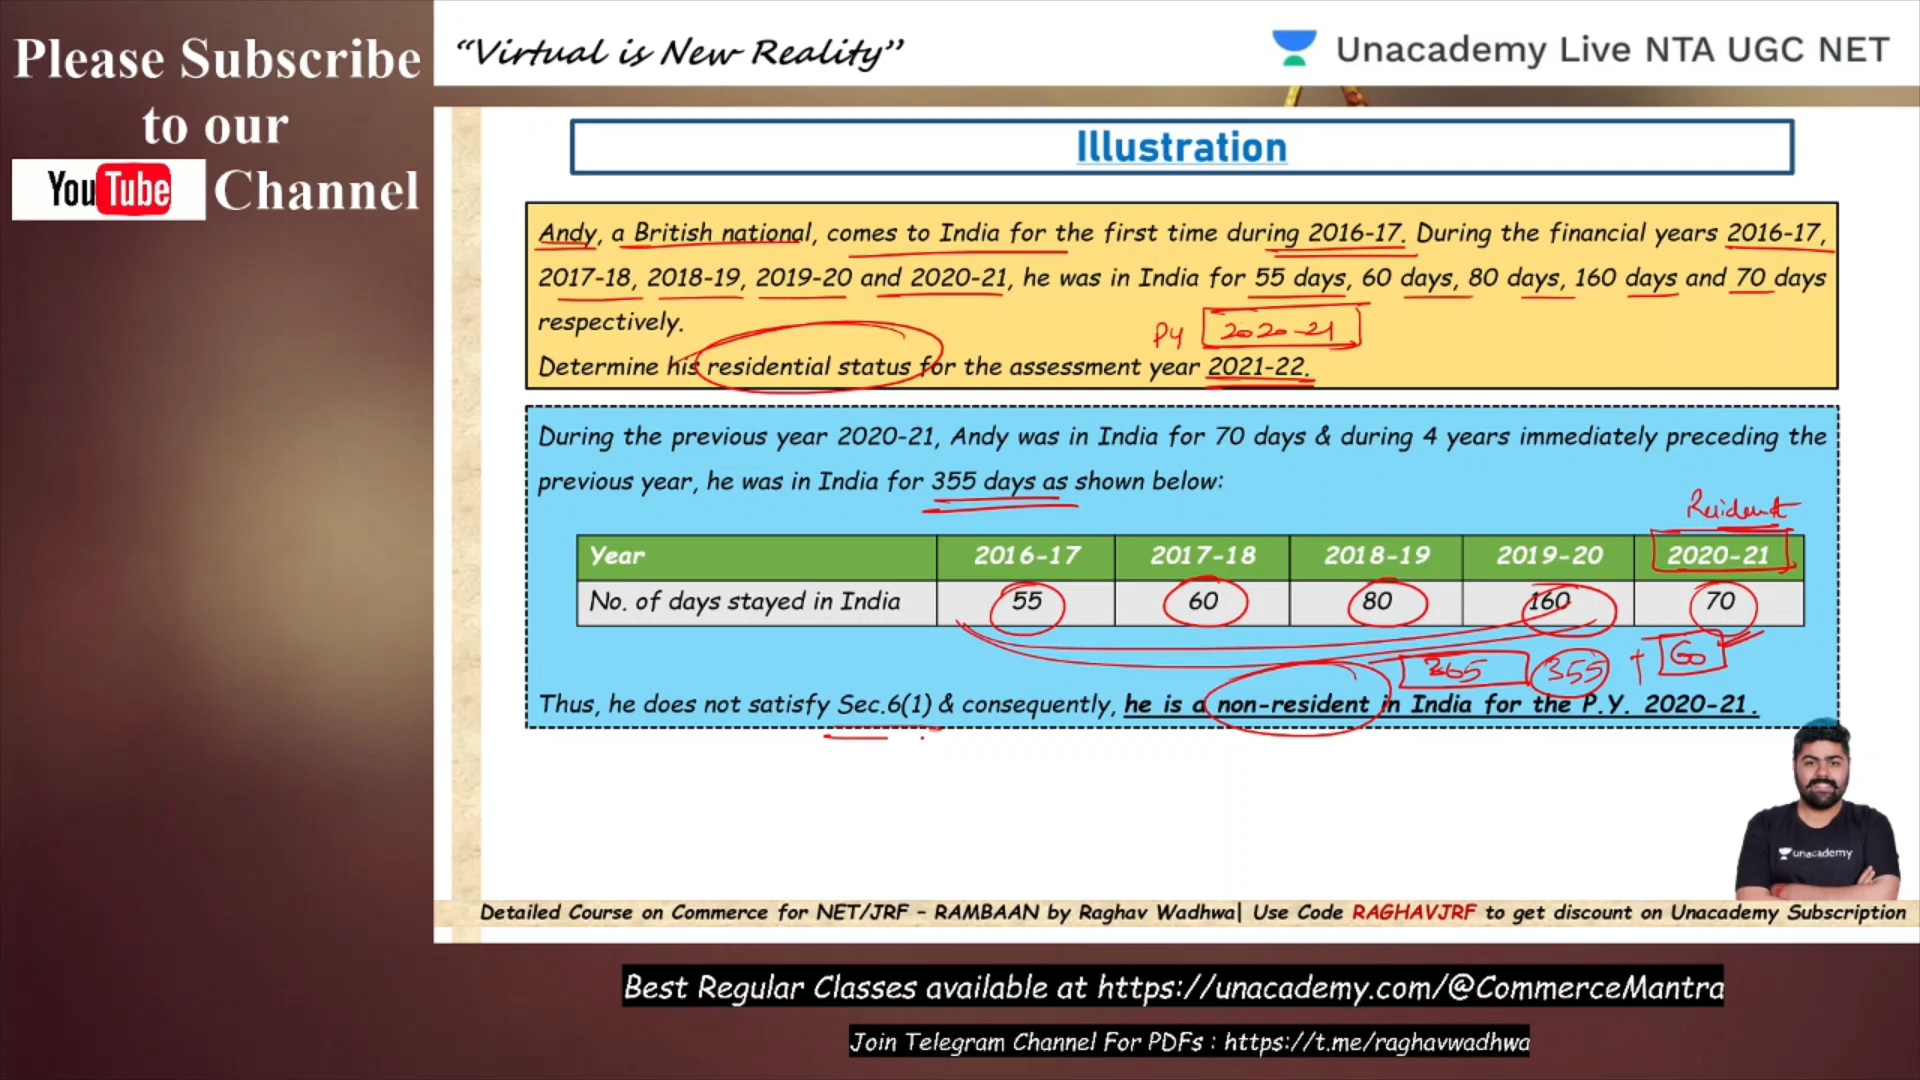 Please Subscribe
to our
YouTube Channel
“Virtual is New Reality”
Unacademy Live NTA UGC NET
Illustration
Andy, a British national, comes to India for the first time during 2016-17. During the financial years 2016-17,
2017-18, 2018-19, 2019-20 and 2020-21, he was in India for 55 days, 60 days, 80 days, 160 days and 70 days
respectively.
PY 2020-21
Determine his residential status for the assessment year 2021-22.
During the previous year 2020-21, Andy was in India for 70 days & during 4 years immediately preceding the
previous year, he was in India for 355 days as shown below:
Resident
Year 2016-17 2017-18 2018-19 2019-20 2020-21
No. of days stayed in India 55 60 80 160 70
365 355 + 60
Thus, he does not satisfy Sec.6(1) & consequently, he is a non-resident in India for the P.Y. 2020-21.
unacademy
Detailed Course on Commerce for NET/JRF - RAMBAAN by Raghav Wadhwa| Use Code RAGHAVJRF to get discount on Unacademy Subscription
Best Regular Classes available at https://unacademy.com/@CommerceMantra
Join Telegram Channel For PDFs : https://t.me/raghavwadhwa